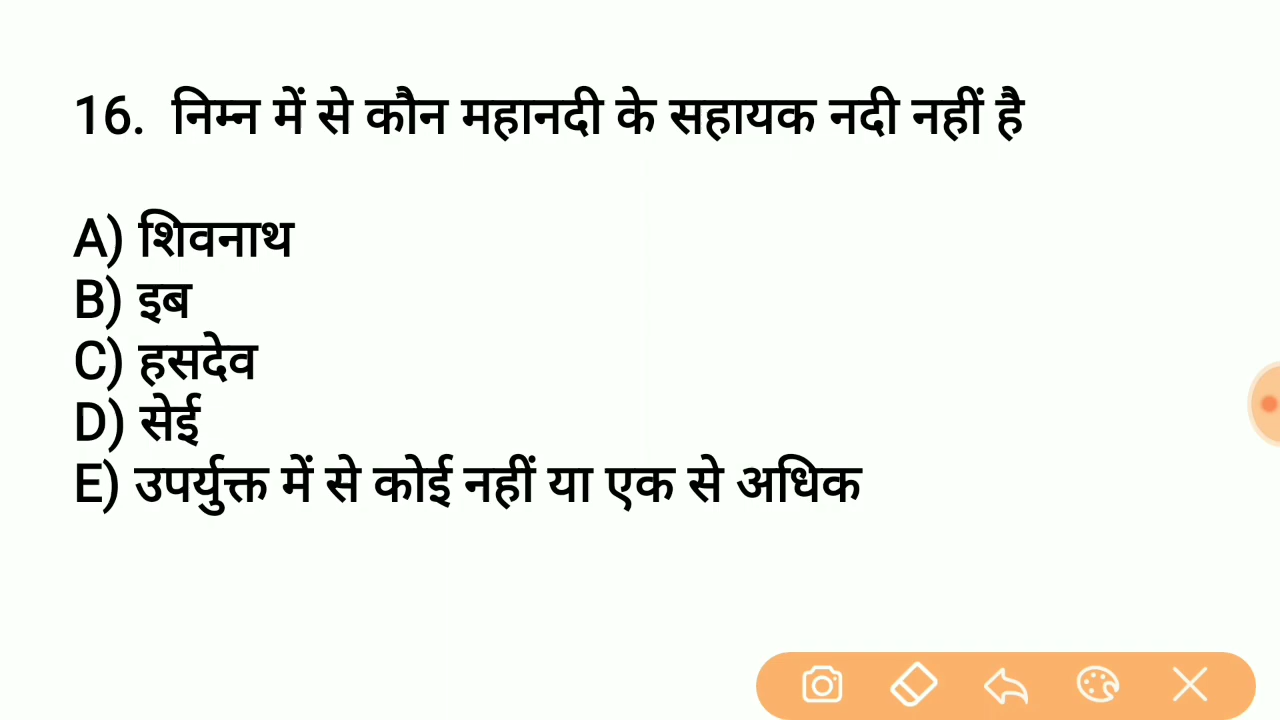 16. निम्न में से कौन महानदी के सहायक नदी नहीं है
A) शिवनाथ
B) इब
C) हसदेव
D) सेई
E) उपर्युक्त में से कोई नहीं या एक से अधिक